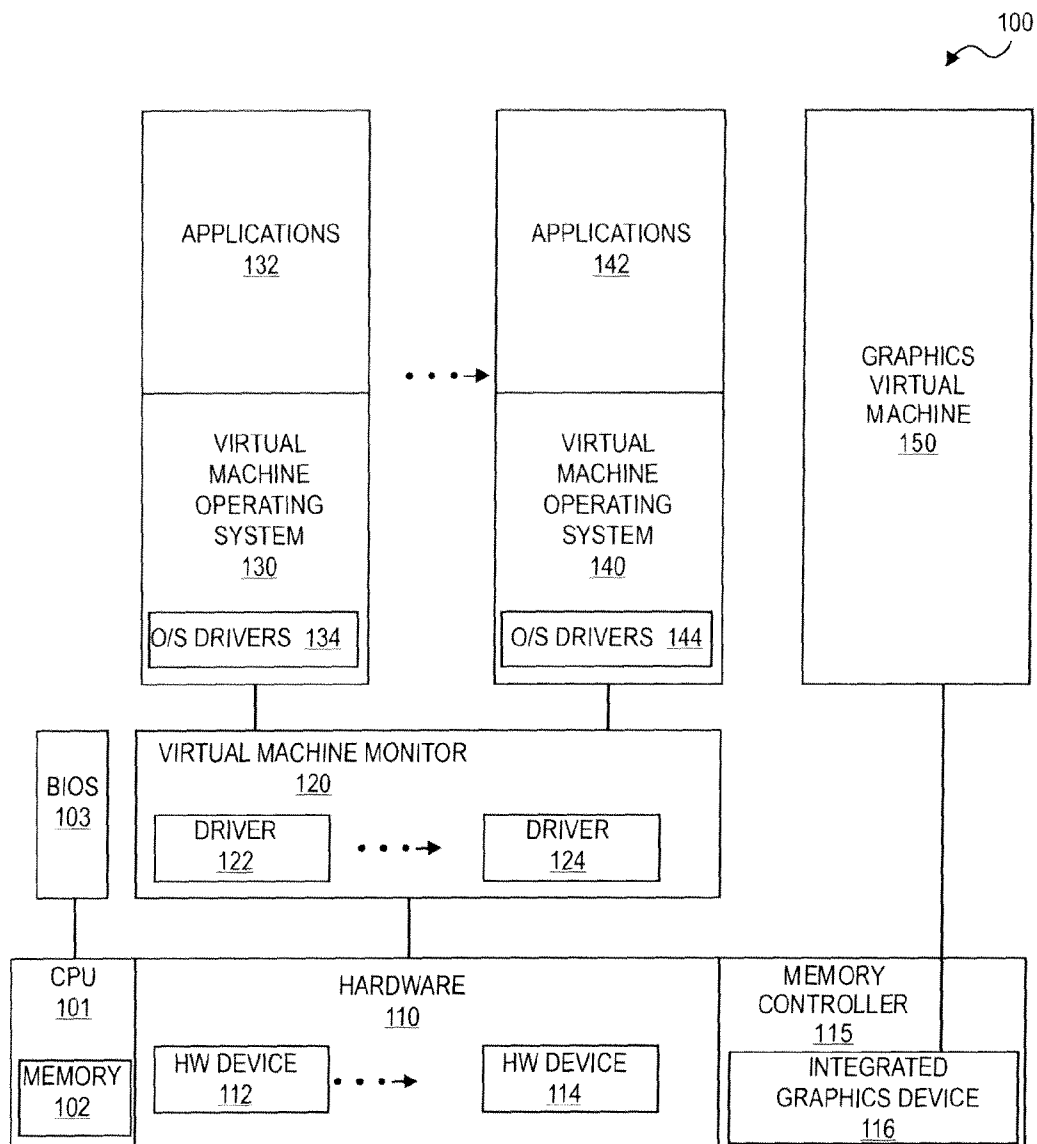 100
APPLICATIONS
132
APPLICATIONS
142
GRAPHICS
VIRTUAL
MACHINE
150
VIRTUAL
MACHINE
OPERATING
SYSTEM
130
VIRTUAL
MACHINE
OPERATING
SYSTEM
140
O/S DRIVERS 134
O/S DRIVERS 144
BIOS
103
VIRTUAL MACHINE MONITOR
120
DRIVER
122
DRIVER
124
CPU
101
MEMORY
102
HARDWARE
110
HW DEVICE
112
HW DEVICE
114
MEMORY
CONTROLLER
115
INTEGRATED
GRAPHICS DEVICE
116